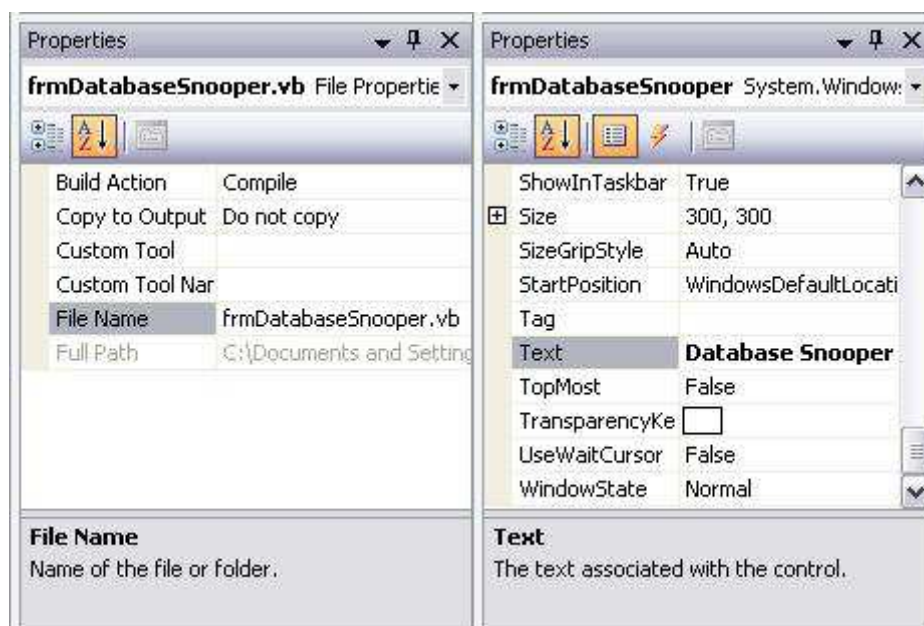 Properties
frmDatabaseSnooper.vb File Propertie
Build Action Compile
Copy to Output Do not copy
Custom Tool
Custom Tool Nar
File Name frmDatabaseSnooper.vb
Full Path C:\Documents and Setting
File Name
Name of the file or folder.
Properties
frmDatabaseSnooper System.Window:
ShowInTaskbar True
Size 300, 300
SizeGripStyle Auto
StartPosition WindowsDefaultLocati
Tag
Text Database Snooper
TopMost False
TransparencyKe
UseWaitCursor False
WindowState Normal
Text
The text associated with the control.